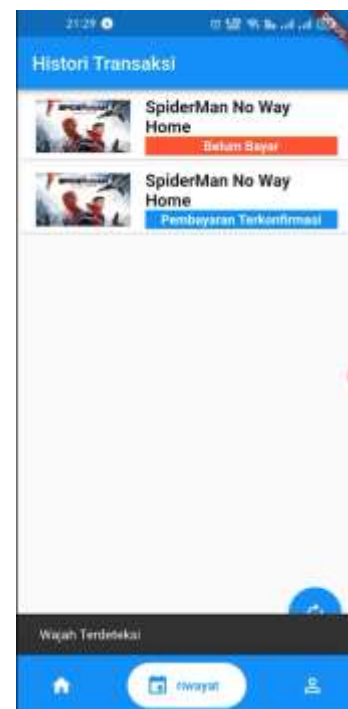 21:29
Histori Transaksi
SpiderMan No Way
Home
Belum Bayar
SpiderMan No Way
Home
Pembayaran Terkonfirmasi
Wajah Terdeteksi
riwayat